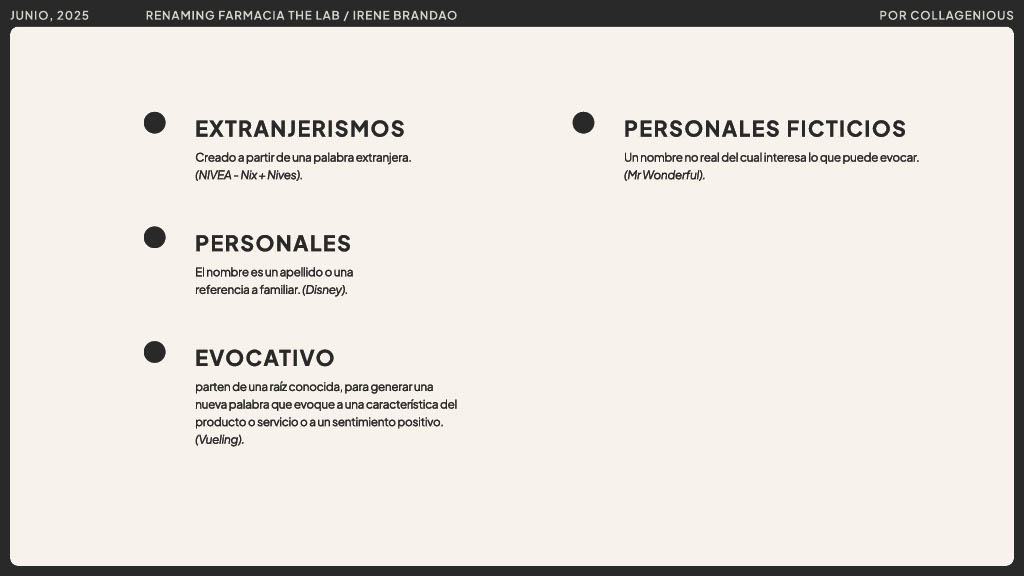 JUNIO, 2025
RENAMING FARMACIA THE LAB / IRENE BRANDAO
POR COLLAGENIOUS
EXTRANJERISMOS
Creado a partir de una palabra extranjera.
(NIVEA - Nix + Nives).
PERSONALES
El nombre es un apellido o una
referencia a familiar. (Disney).
EVOCATIVO
parten de una raíz conocida, para generar una
nueva palabra que evoque a una característica del
producto o servicio o a un sentimiento positivo.
(Vueling).
PERSONALES FICTICIOS
Un nombre no real del cual interesa lo que puede evocar.
(Mr Wonderful).